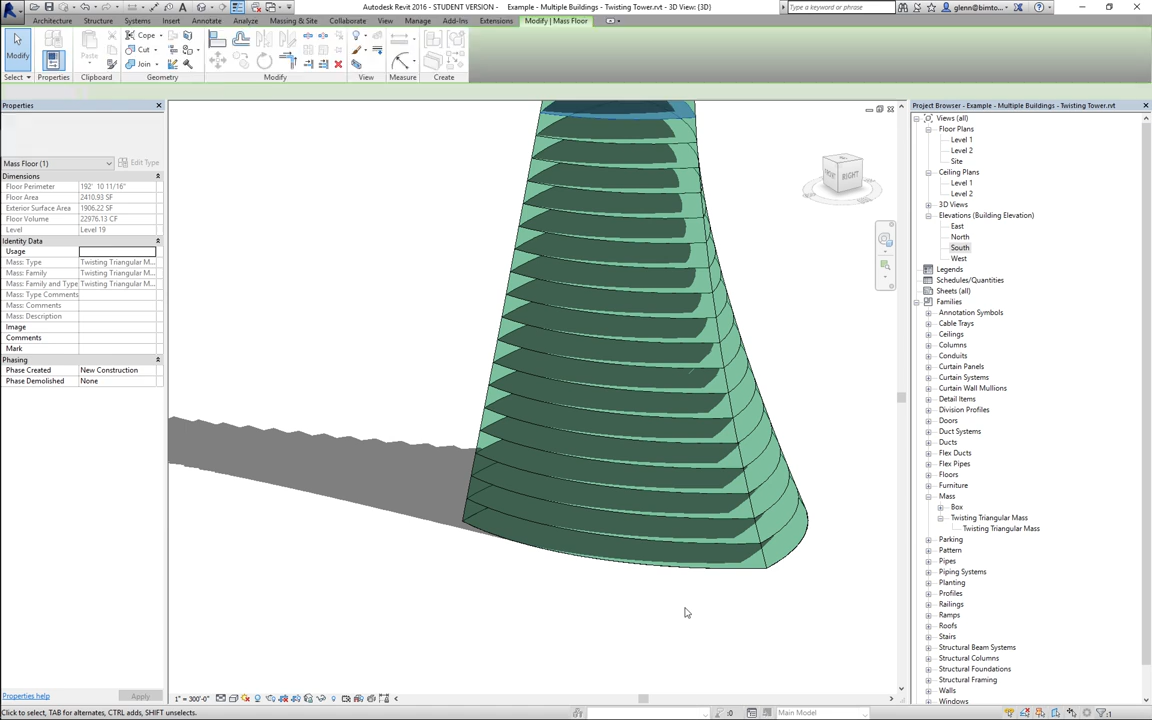 Autodesk Revit 2016 - STUDENT VERSION - Example - Multiple Buildings - Twisting Tower.rvt - 3D View: {3D}
Type a keyword or phrase
glenn@bimto...
Architecture Structure Systems Insert Annotate Analyze Massing & Site Collaborate View Manage Add-Ins Extensions Modify | Mass Floor
Modify
Paste
Cope
Cut
Join
Select Properties Clipboard Geometry Modify View Measure Create
Properties
Mass Floor (1) Edit Type
Dimensions
Floor Perimeter 192' 10 11/16"
Floor Area 2410.93 SF
Exterior Surface Area 1906.22 SF
Floor Volume 22976.13 CF
Level Level 19
Identity Data
Usage
Mass: Type Twisting Triangular M...
Mass: Family Twisting Triangular M...
Mass: Family and Type Twisting Triangular M...
Mass: Type Comments
Mass: Comments
Mass: Description
Image
Comments
Mark
Phasing
Phase Created New Construction
Phase Demolished None
Properties help Apply
RIGHT
Project Browser - Example - Multiple Buildings - Twisting Tower.rvt
Views (all)
Floor Plans
Level 1
Level 2
Site
Ceiling Plans
Level 1
Level 2
3D Views
Elevations (Building Elevation)
East
North
South
West
Legends
Schedules/Quantities
Sheets (all)
Families
Annotation Symbols
Cable Trays
Ceilings
Columns
Conduits
Curtain Panels
Curtain Systems
Curtain Wall Mullions
Detail Items
Division Profiles
Doors
Duct Systems
Ducts
Flex Ducts
Flex Pipes
Floors
Furniture
Mass
Box
Twisting Triangular Mass
Twisting Triangular Mass
Parking
Pattern
Pipes
Piping Systems
Planting
Profiles
Railings
Ramps
Roofs
Stairs
Structural Beam Systems
Structural Columns
Structural Foundations
Structural Framing
Walls
Windows
1" = 300'-0"
Click to select, TAB for alternates, CTRL adds, SHIFT unselects.
:0 Main Model :1